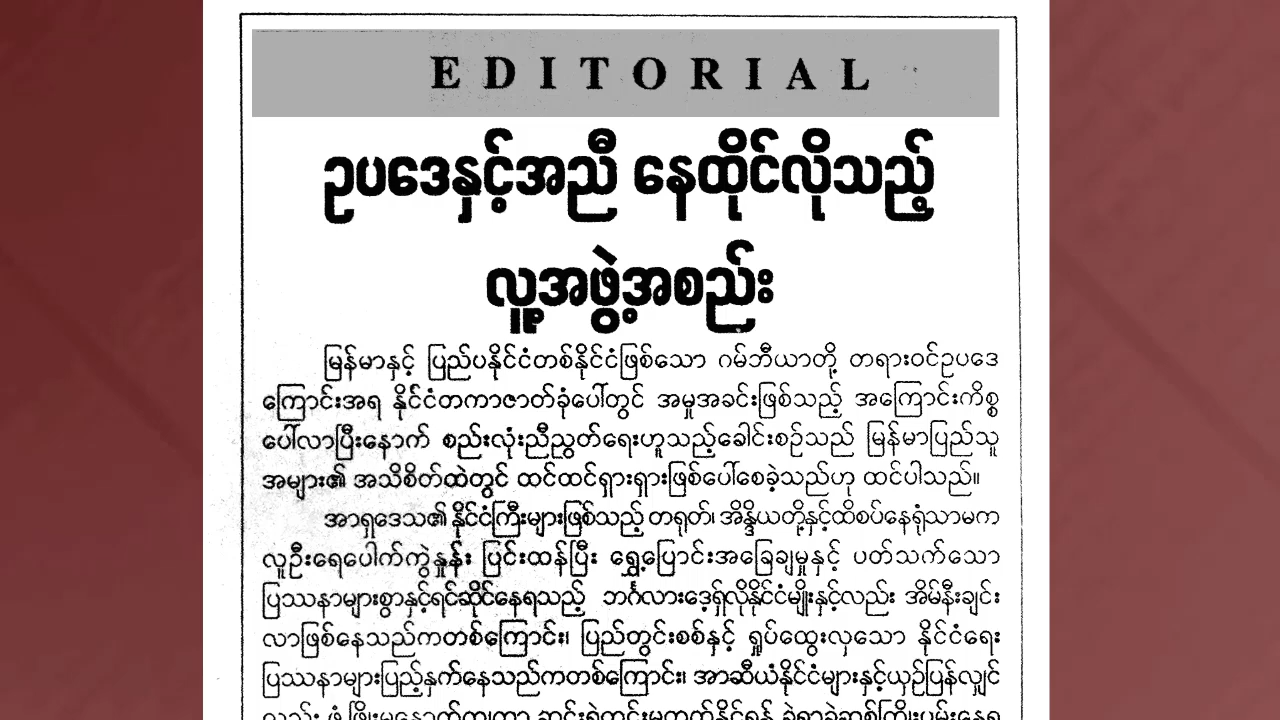 EDITORIAL
ဥပဒေနှင့်အညီ နေထိုင်လိုသည့်
လူ့အဖွဲ့အစည်း
မြန်မာနှင့် ပြည်ပနိုင်ငံတစ်နိုင်ငံဖြစ်သော ဂမ်ဘီယာတို့ တရားဝင်ဥပဒေ
ကြောင်းအရ နိုင်ငံတကာဇာတ်ခုံပေါ်တွင် အမှုအခင်းဖြစ်သည့် အကြောင်းကိစ္စ
ပေါ်လာပြီးနောက် စည်းလုံးညီညွတ်ရေးဟူသည့်ခေါင်းစဉ်သည် မြန်မာပြည်သူ
အများ၏ အသိစိတ်ထဲတွင် ထင်ထင်ရှားရှားဖြစ်ပေါ်စေခဲ့သည်ဟု ထင်ပါသည်။
အာရှဒေသ၏ နိုင်ငံကြီးများဖြစ်သည့် တရုတ်၊ အိန္ဒိယတို့နှင့်ထိစပ်နေရုံသာမက
လူဦးရေပေါက်ကွဲနှုန်း ပြင်းထန်ပြီး ရွှေ့ပြောင်းအခြေချမှုနှင့် ပတ်သက်သော
ပြဿနာများစွာနှင့်ရင်ဆိုင်နေရသည့် ဘင်္ဂလားဒေ့ရှ်လိုနိုင်ငံမျိုးနှင့်လည်း အိမ်နီးချင်း
လာဖြစ်နေသည်ကတစ်ကြောင်း၊ ပြည်တွင်းစစ်နှင့် ရှုပ်ထွေးလှသော နိုင်ငံရေး
ပြဿနာများပြည့်နှက်နေသည်ကတစ်ကြောင်း၊ အာဆီယံနိုင်ငံများနှင့်ယှဉ်ပြန်လျှင်